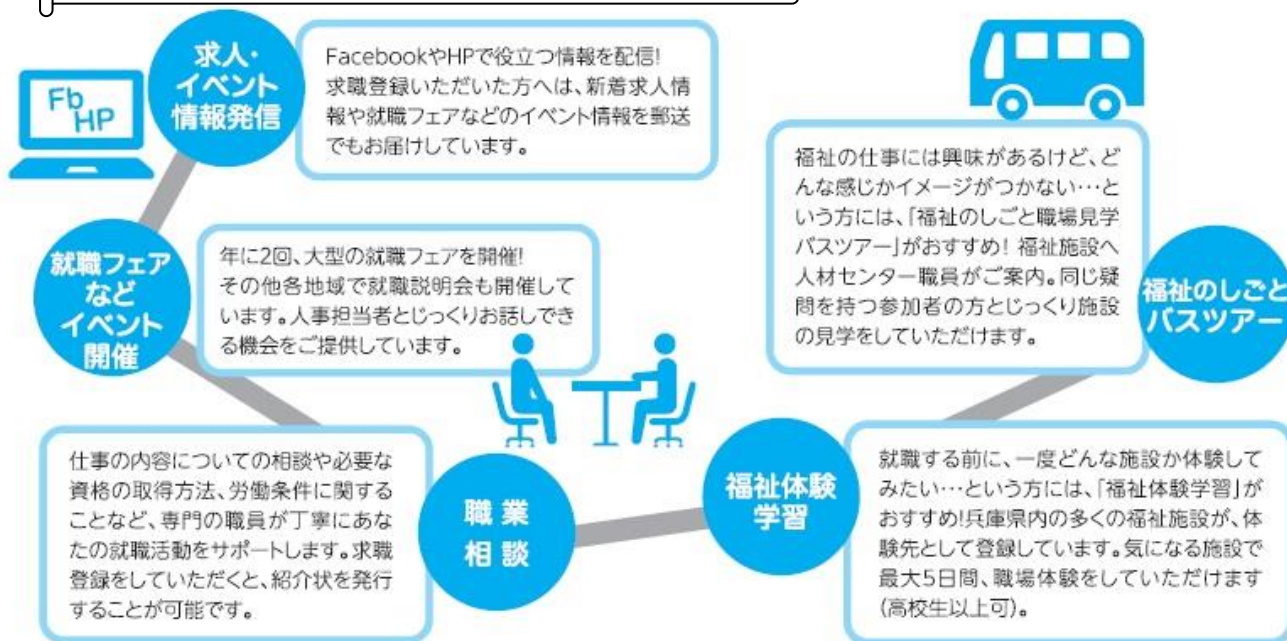 Fb
HP
求人・
イベント
情報発信
FacebookやHPで役立つ情報を配信!
求職登録いただいた方へは、新着求人情
報や就職フェアなどのイベント情報を郵送
でもお届けしています。
就職フェア
など
イベント
開催
年に2回、大型の就職フェアを開催!
その他各地域で就職説明会も開催して
います。人事担当者とじっくりお話しでき
る機会をご提供しています。
仕事の内容についての相談や必要な
資格の取得方法、労働条件に関する
ことなど、専門の職員が丁寧にあな
たの就職活動をサポートします。求職
登録をしていただくと、紹介状を発行
することが可能です。
職業
相談
福祉体験
学習
就職する前に、一度どんな施設か体験して
みたい…という方には、「福祉体験学習」が
おすすめ!兵庫県内の多くの福祉施設が、体
験先として登録しています。気になる施設で
最大5日間、職場体験をしていただけます
(高校生以上可)。
福祉の仕事には興味があるけど、ど
んな感じかイメージがつかない…と
いう方には、「福祉のしごと職場見学
バスツアー」がおすすめ! 福祉施設へ
人材センター職員がご案内。同じ疑
問を持つ参加者の方とじっくり施設
の見学をしていただけます。
福祉のしごと
バスツアー